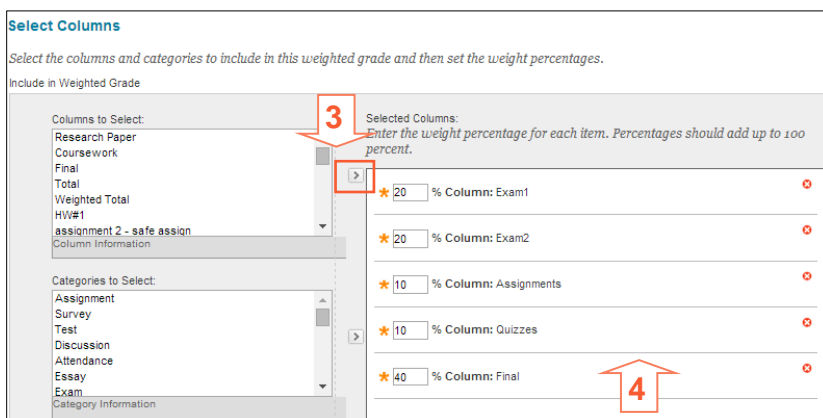 Select Columns
Select the columns and categories to include in this weighted grade and then set the weight percentages.
Include in Weighted Grade
Columns to Select:
Research Paper
Coursework
Final
Total
Weighted Total
HW#1
assignment 2 - safe assign
Column Information
Categories to Select:
Assignment
Survey
Test
Discussion
Attendance
Essay
Exam
Category Information
3
Selected Columns:
Enter the weight percentage for each item. Percentages should add up to 100
percent.
20 % Column: Exam1
20 % Column: Exam2
10 % Column: Assignments
10 % Column: Quizzes
40 % Column: Final
4